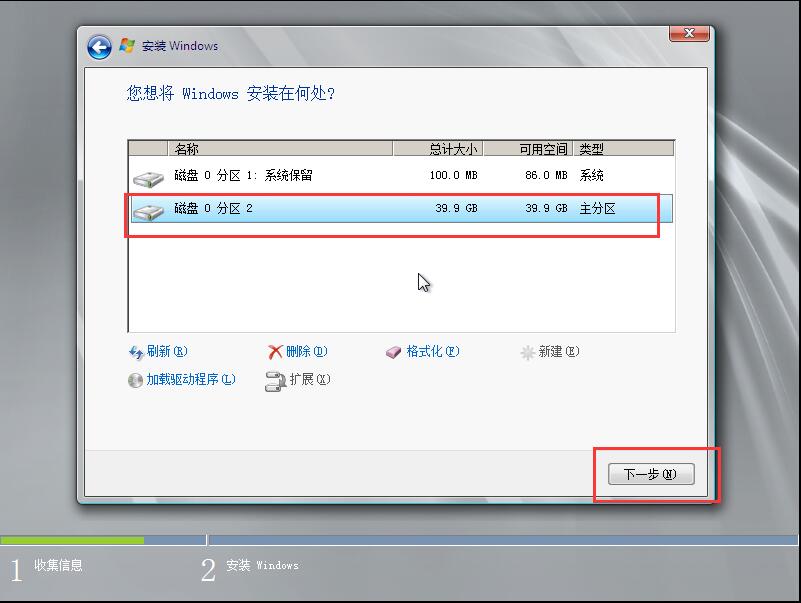 安装 Windows
您想将 Windows 安装在何处?
名称 总计大小 可用空间 类型
磁盘 0 分区 1: 系统保留 100.0 MB 86.0 MB 系统
磁盘 0 分区 2 39.9 GB 39.9 GB 主分区
刷新(R) 删除(D) 格式化(F) 新建(E)
加载驱动程序(L) 扩展(X)
下一步(N)
1 收集信息 2 安装 Windows